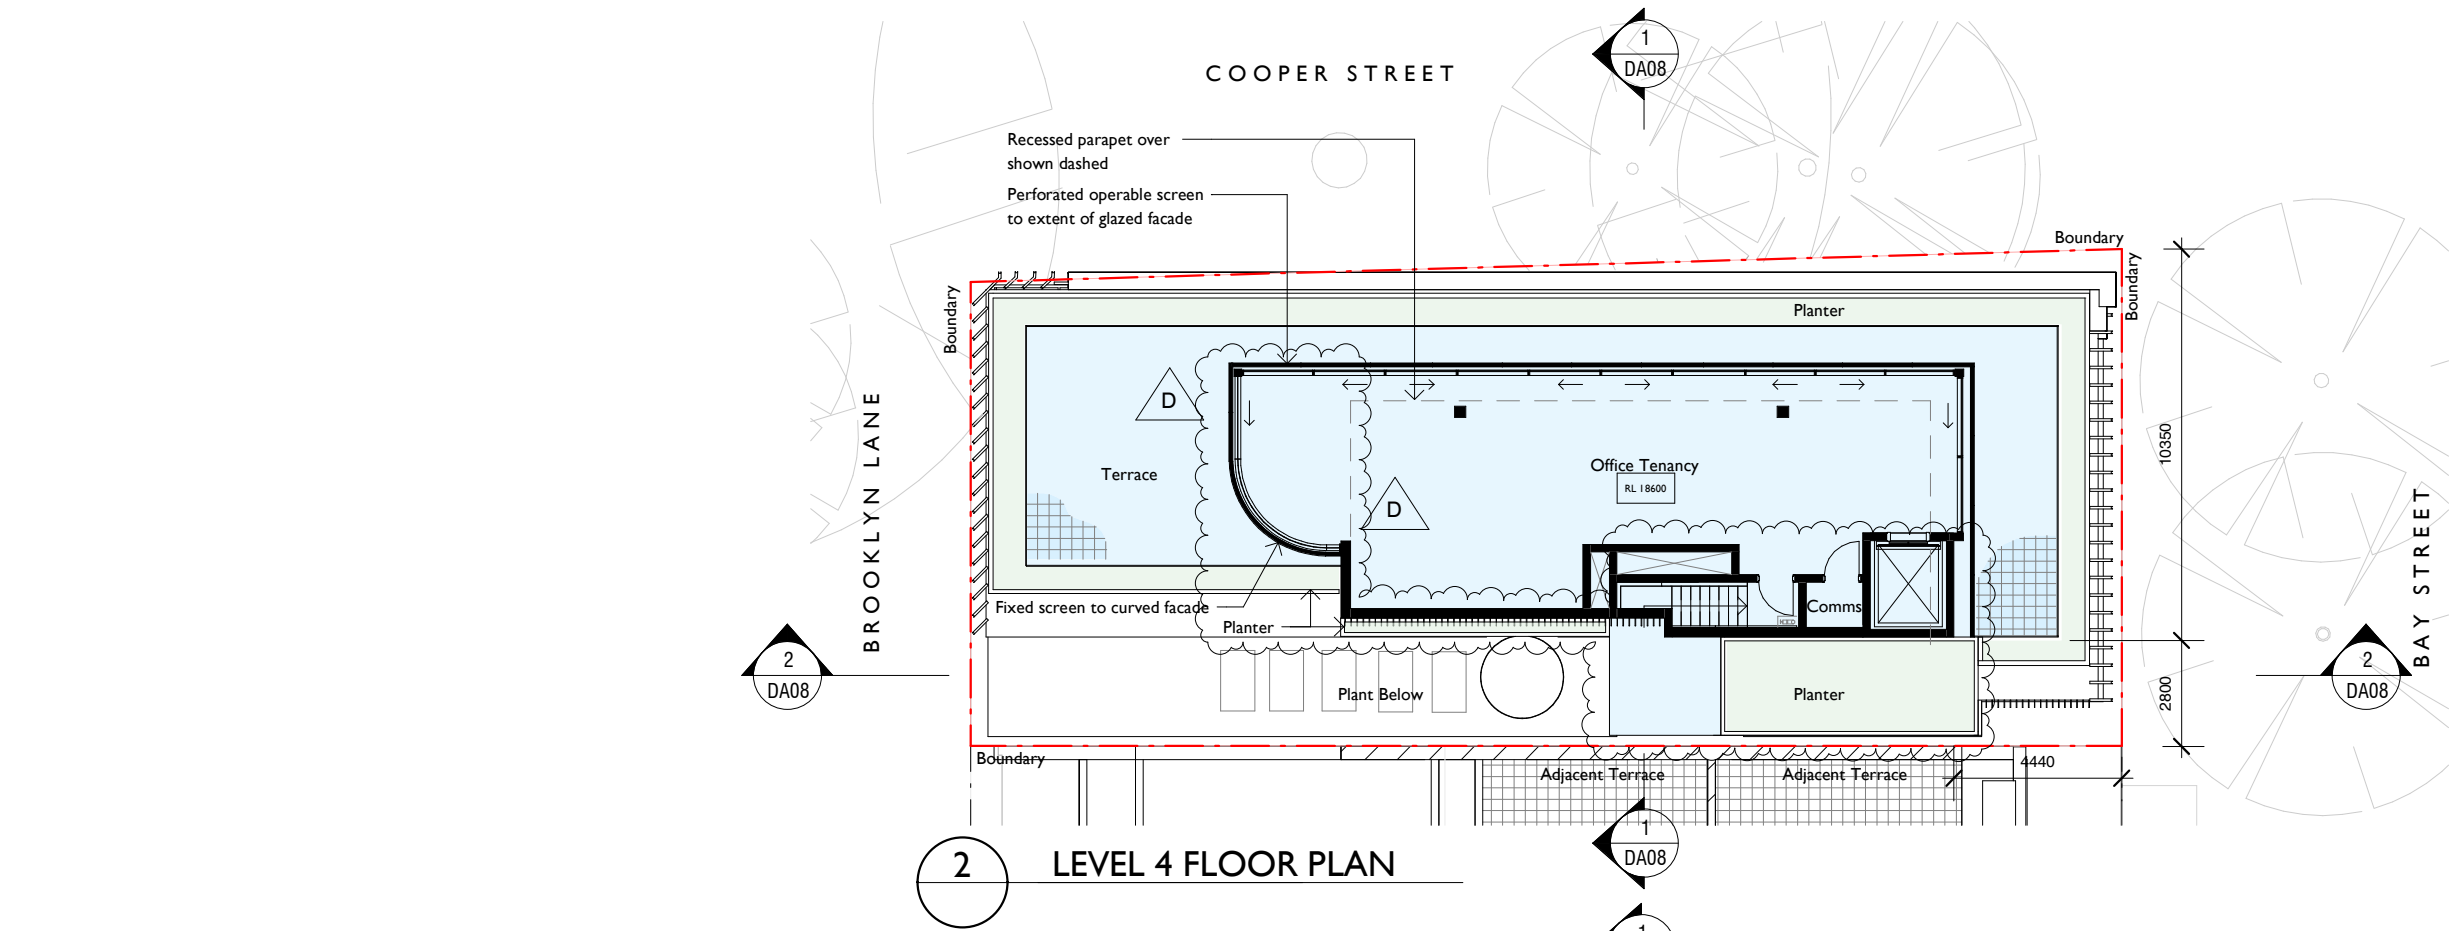 1
DA08
COOPER STREET
Recessed parapet over
shown dashed
Perforated operable screen
to extent of glazed facade
Boundary
Boundary
Boundary
Planter
D
BROOKLYN LANE
Terrace
10350
Office Tenancy
RL 18600
D
BAY STREET
Fixed screen to curved facade
Comms
Planter
2
DA08
2
DA08
Plant Below
Planter
2800
Boundary
4440
Adjacent Terrace
Adjacent Terrace
1
DA08
2
LEVEL 4 FLOOR PLAN
1